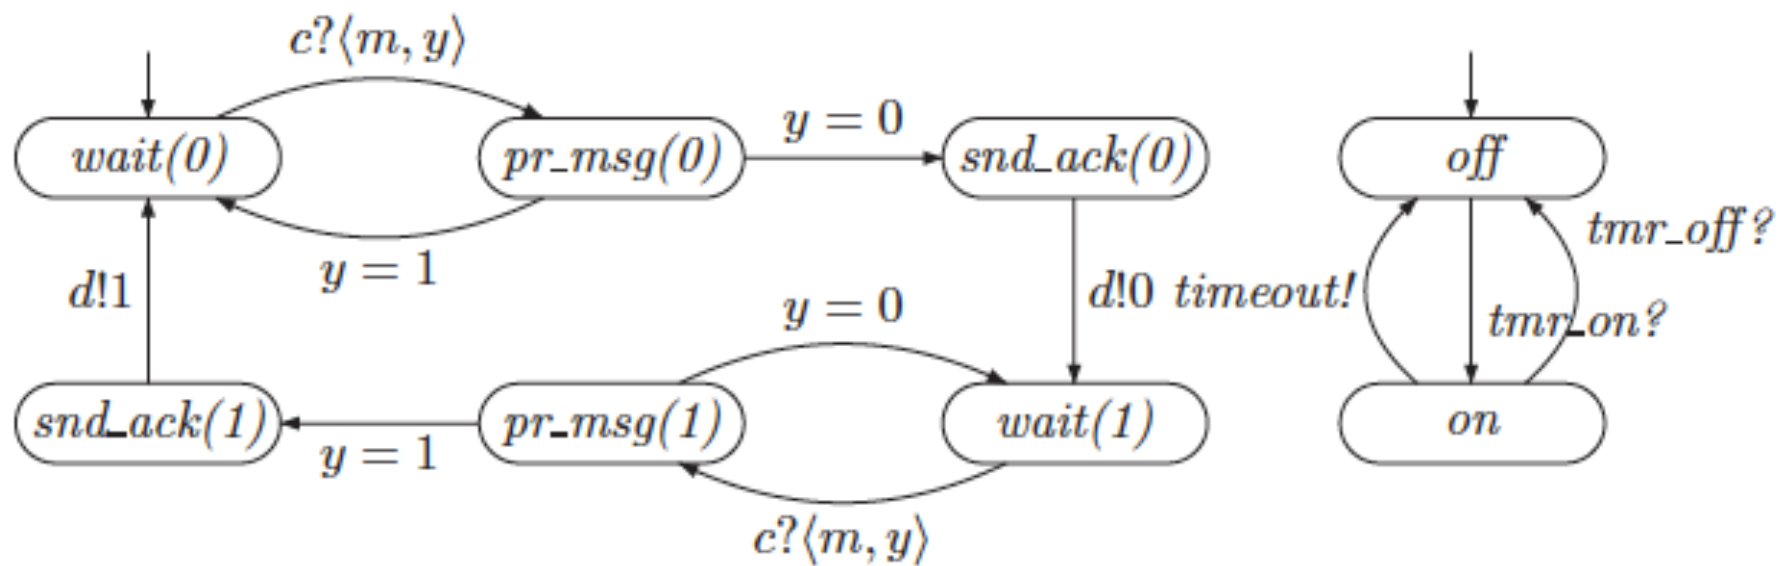 c?⟨m, y⟩
wait(0)
pr_msg(0)
y = 0
snd_ack(0)
off
y = 1
tmr_off?
d!1
y = 0
d!0
timeout!
tmr_on?
snd_ack(1)
y = 1
pr_msg(1)
wait(1)
on
c?⟨m, y⟩